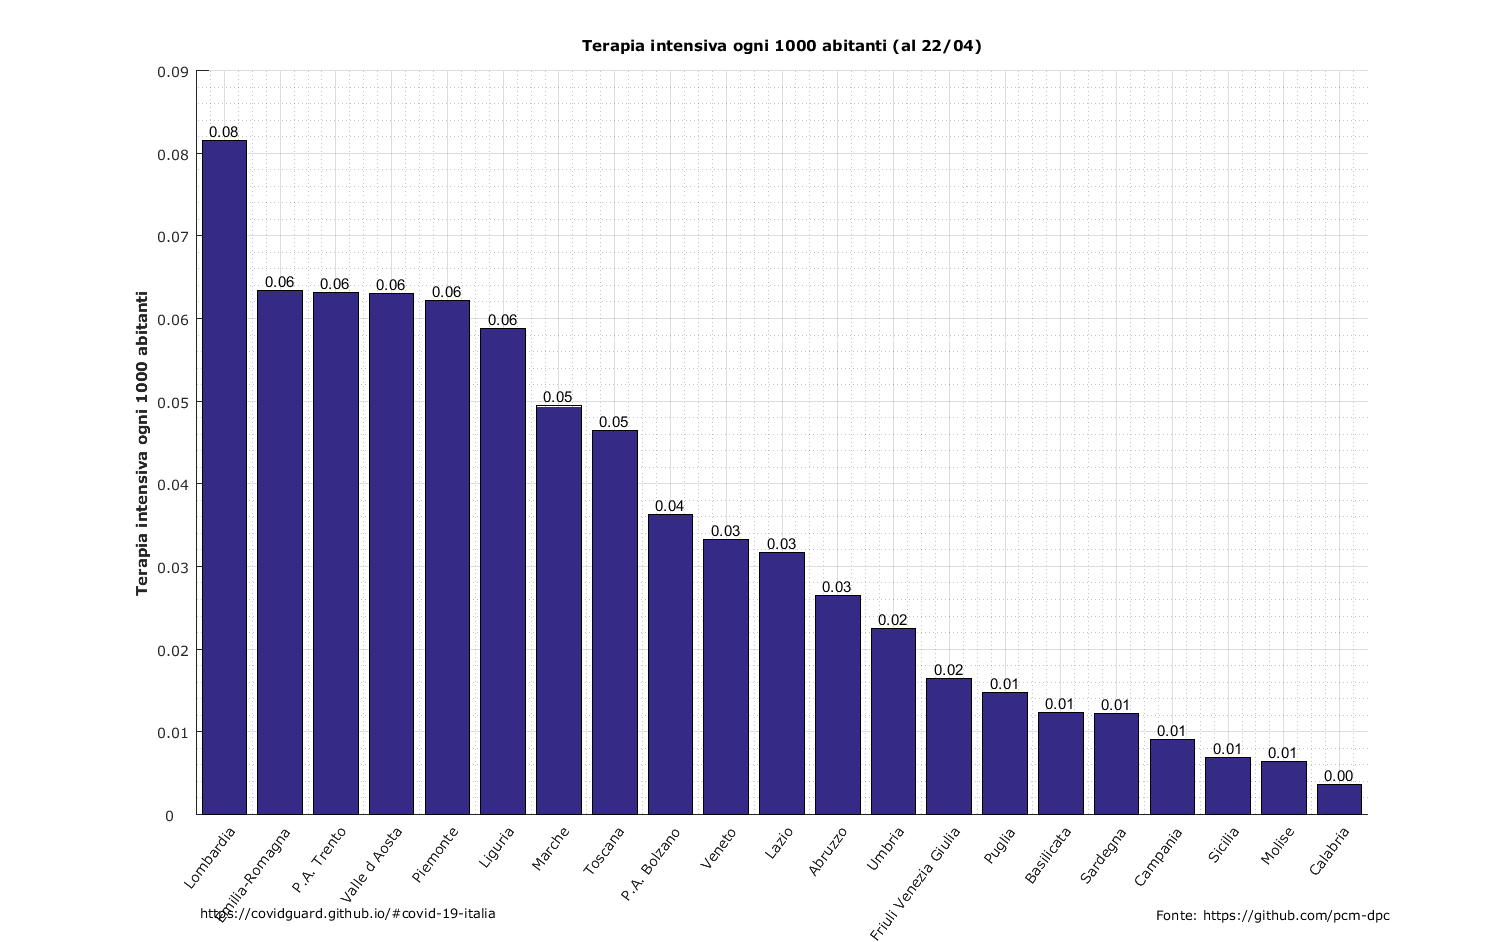 Terapia intensiva ogni 1000 abitanti (al 22/04)
Terapia intensiva ogni 1000 abitanti
0.09
0.08
0.07
0.06
0.05
0.04
0.03
0.02
0.01
0
0.08
0.06
0.06
0.06
0.06
0.06
0.05
0.05
0.04
0.03
0.03
0.03
0.02
0.02
0.01
0.01
0.01
0.01
0.01
0.01
0.00
Lombardia
Emilia-Romagna
P.A. Trento
Valle d Aosta
Piemonte
Liguria
Marche
Toscana
P.A. Bolzano
Veneto
Lazio
Abruzzo
Umbria
Friuli Venezia Giulia
Puglia
Basilicata
Sardegna
Campania
Sicilia
Molise
Calabria
https://covidguard.github.io/#covid-19-italia
Fonte: https://github.com/pcm-dpc